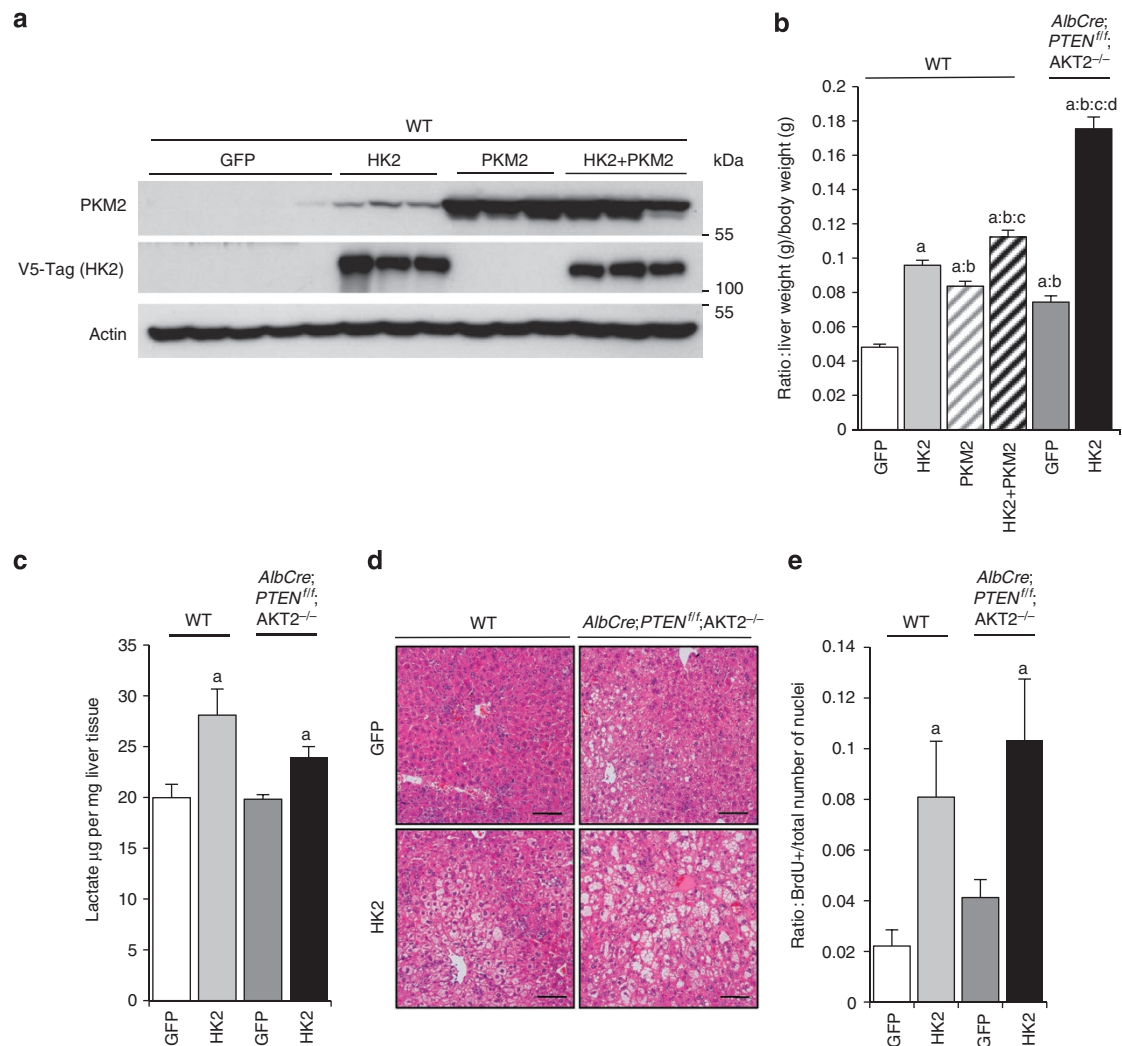 a
WT
GFP HK2 PKM2 HK2+PKM2 kDa
PKM2
55
V5-Tag (HK2)
100
55
Actin
b
AlbCre;
PTEN^f/f;
AKT2–/–
WT
Ratio : liver weight (g)/body weight (g)
0.2
0.18
0.16
0.14
0.12
0.1
0.08
0.06
0.04
0.02
0
a
a:b
a:b:c
a:b
a:b:c:d
GFP
HK2
PKM2
HK2+PKM2
GFP
HK2
c
AlbCre;
PTEN^f/f;
AKT2–/–
WT
Lactate μg per mg liver tissue
35
30
25
20
15
10
5
0
a
a
GFP
HK2
GFP
HK2
d
WT AlbCre;PTEN^f/f;AKT2–/–
GFP
HK2
e
AlbCre;
PTEN^f/f;
AKT2–/–
WT
Ratio : BrdU+/total number of nuclei
0.14
0.12
0.1
0.08
0.06
0.04
0.02
0
a
a
GFP
HK2
GFP
HK2